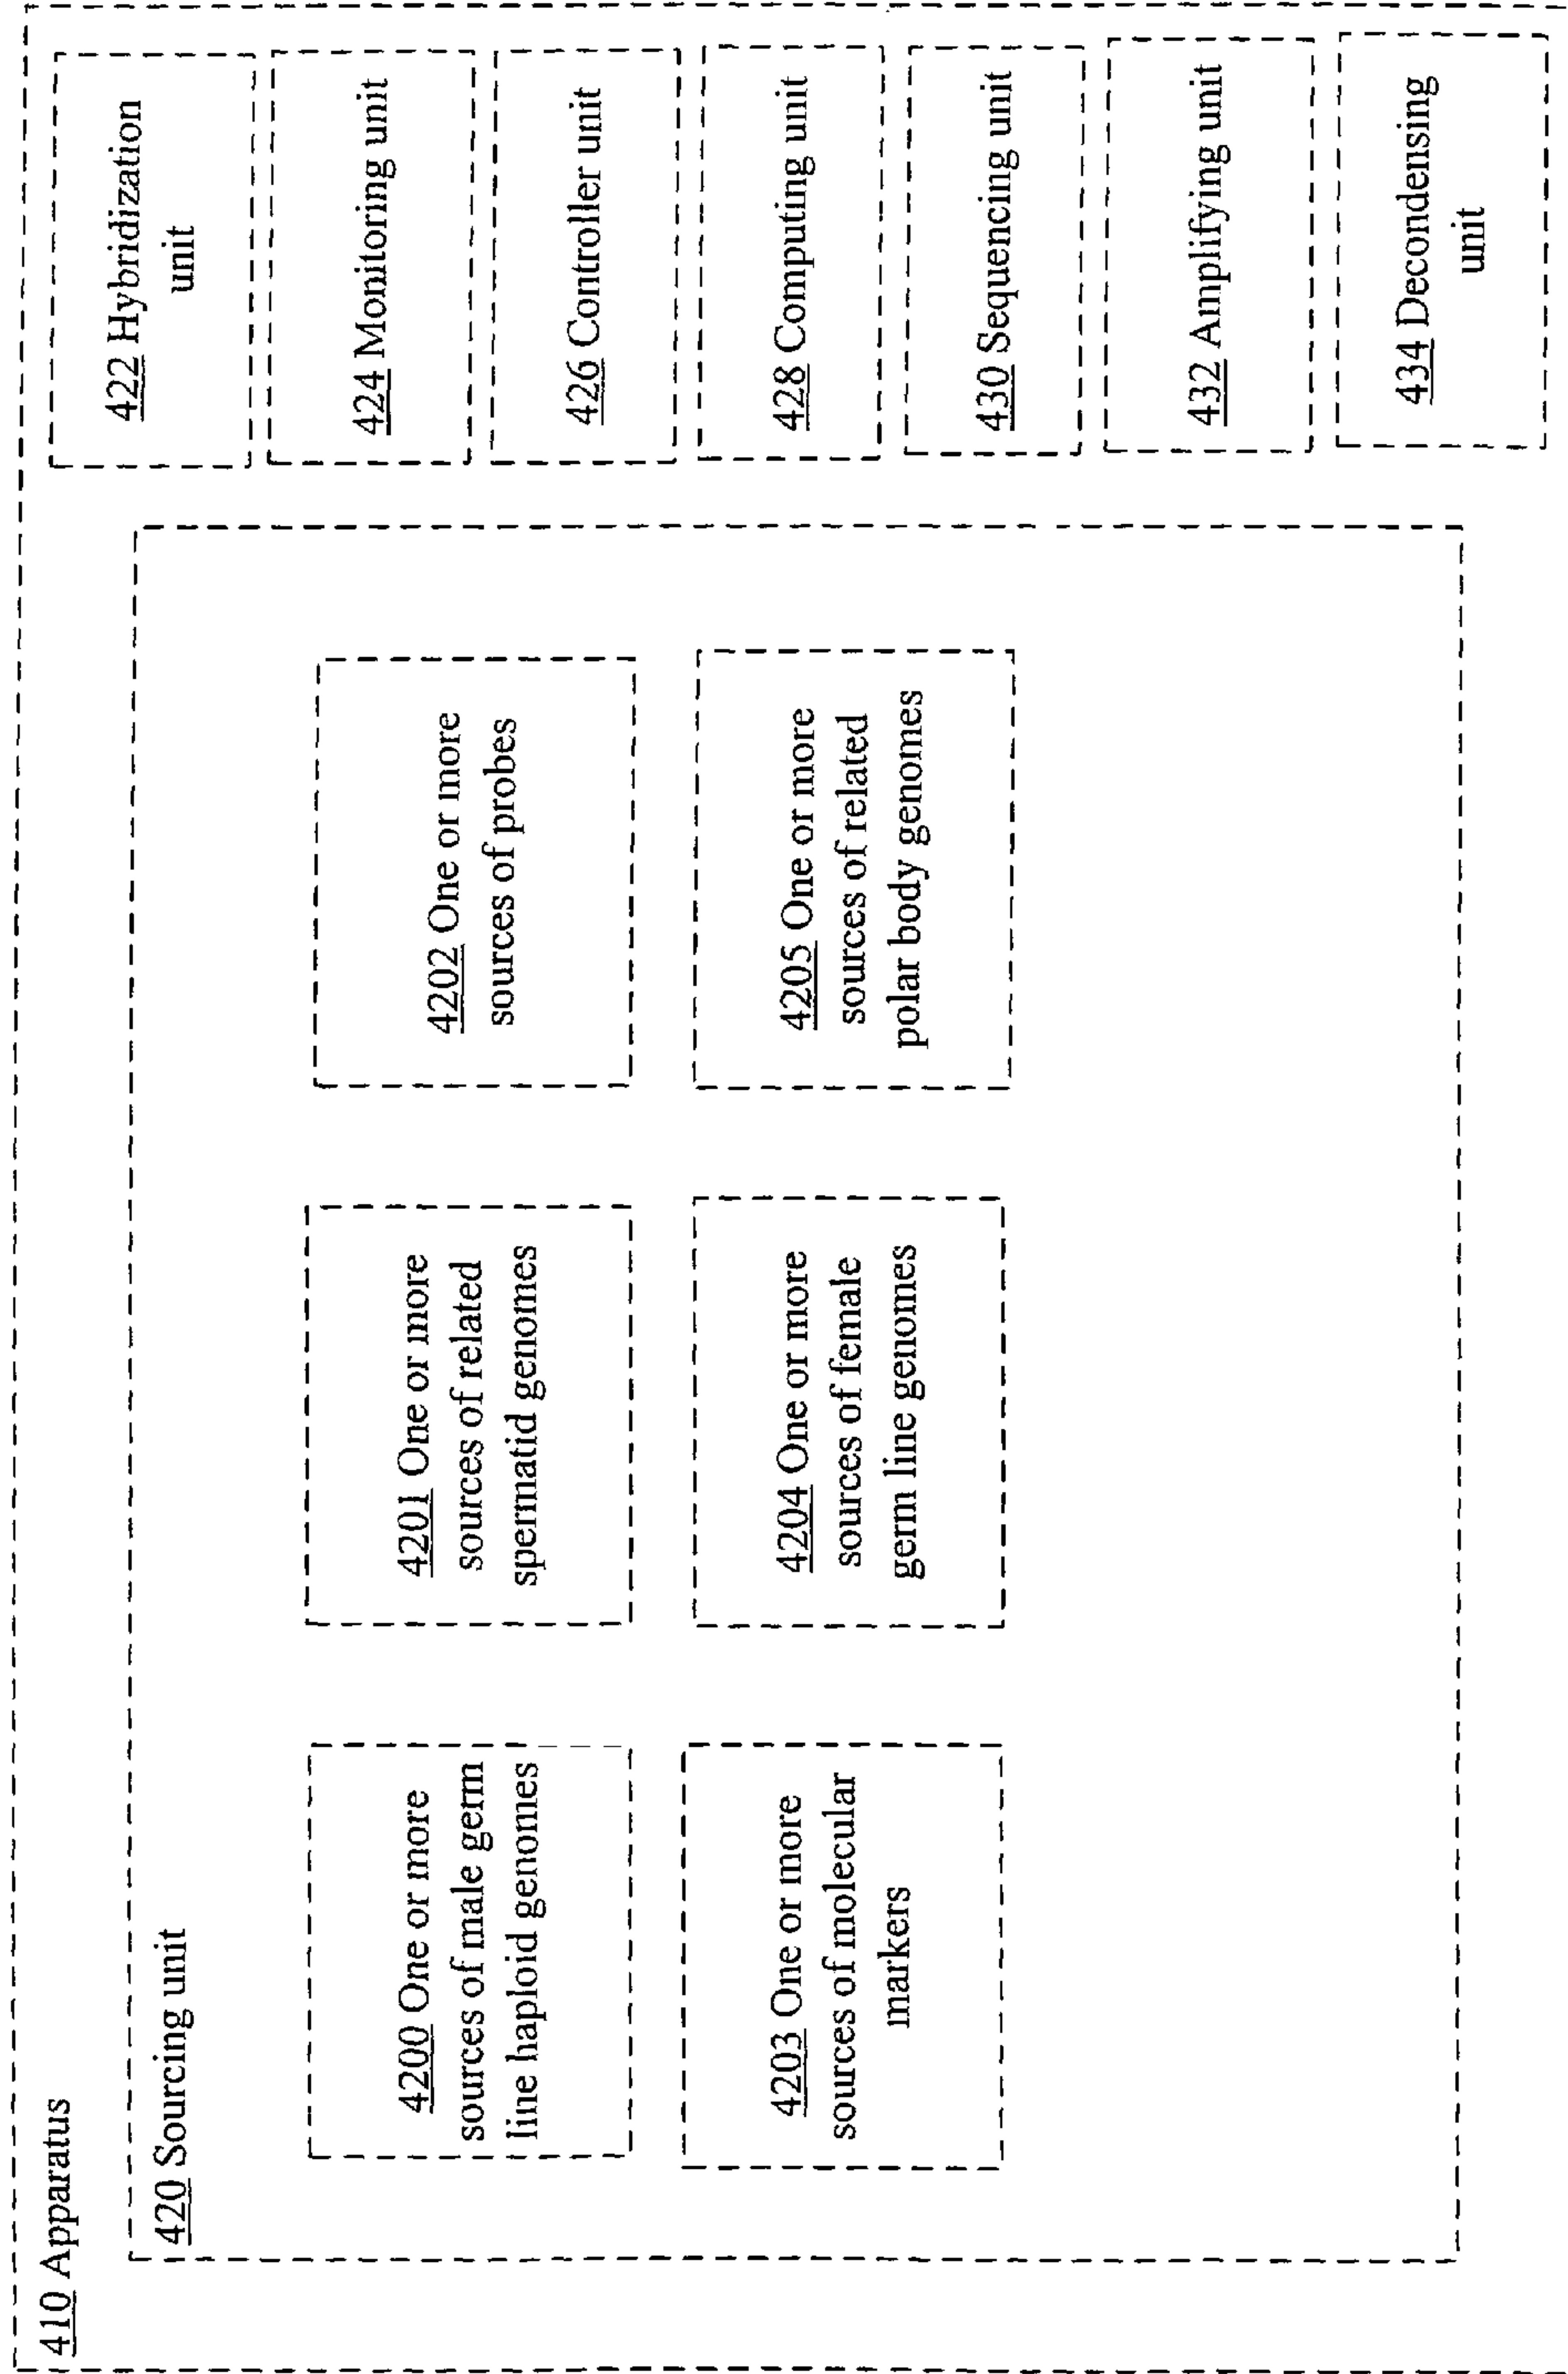 410 Apparatus
420 Sourcing unit
4200 One or more
sources of male germ
line haploid genomes
4201 One or more
sources of related
spermatid genomes
4202 One or more
sources of probes
4203 One or more
sources of molecular
markers
4204 One or more
sources of female
germ line genomes
4205 One or more
sources of related
polar body genomes
422 Hybridization
unit
424 Monitoring unit
426 Controller unit
428 Computing unit
430 Sequencing unit
432 Amplifying unit
434 Decondensing
unit